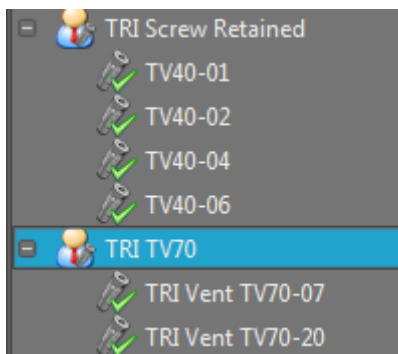 TRI Screw Retained
TV40-01
TV40-02
TV40-04
TV40-06
TRI TV70
TRI Vent TV70-07
TRI Vent TV70-20